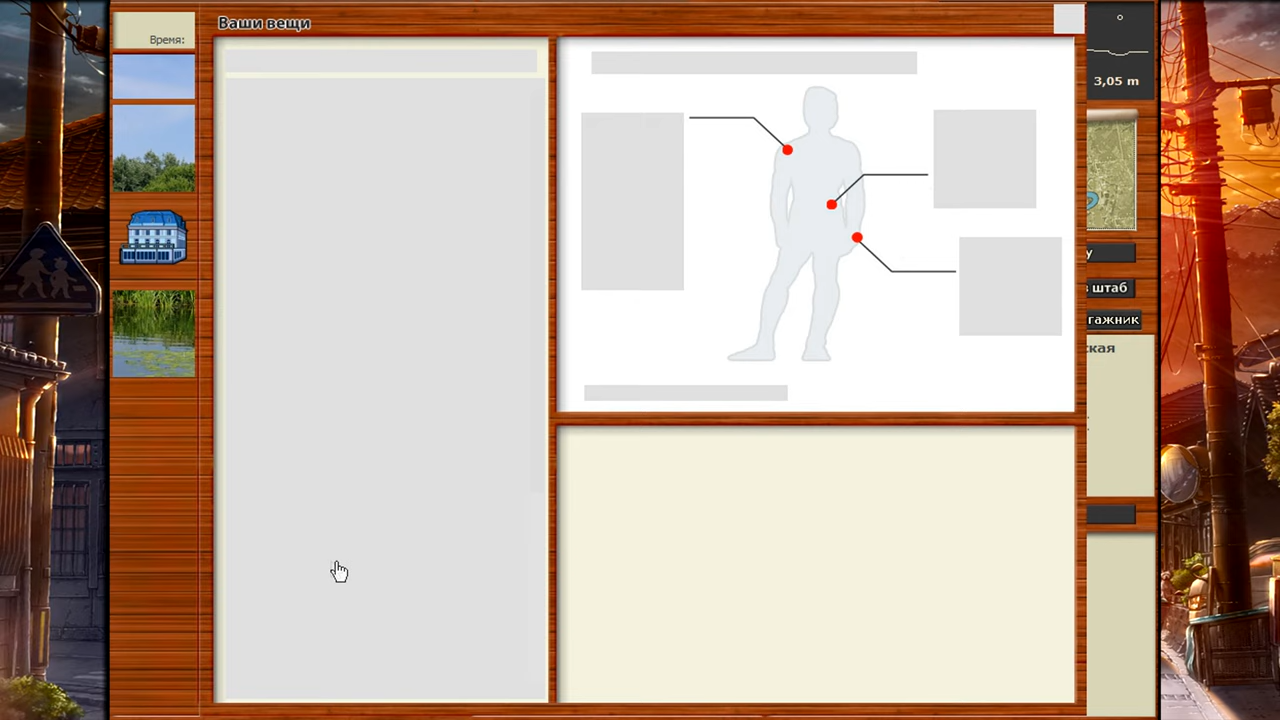 Ваши вещи
Время:
3,05 m
у
в штаб
гажник
ская